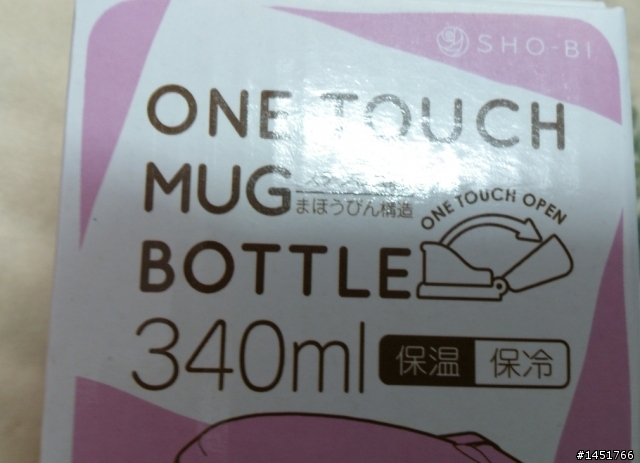 SHO-BI
ONE TOUCH
MUG
まほうびん構造
ONE TOUCH OPEN
BOTTLE
340ml
保温 保冷
#1451766